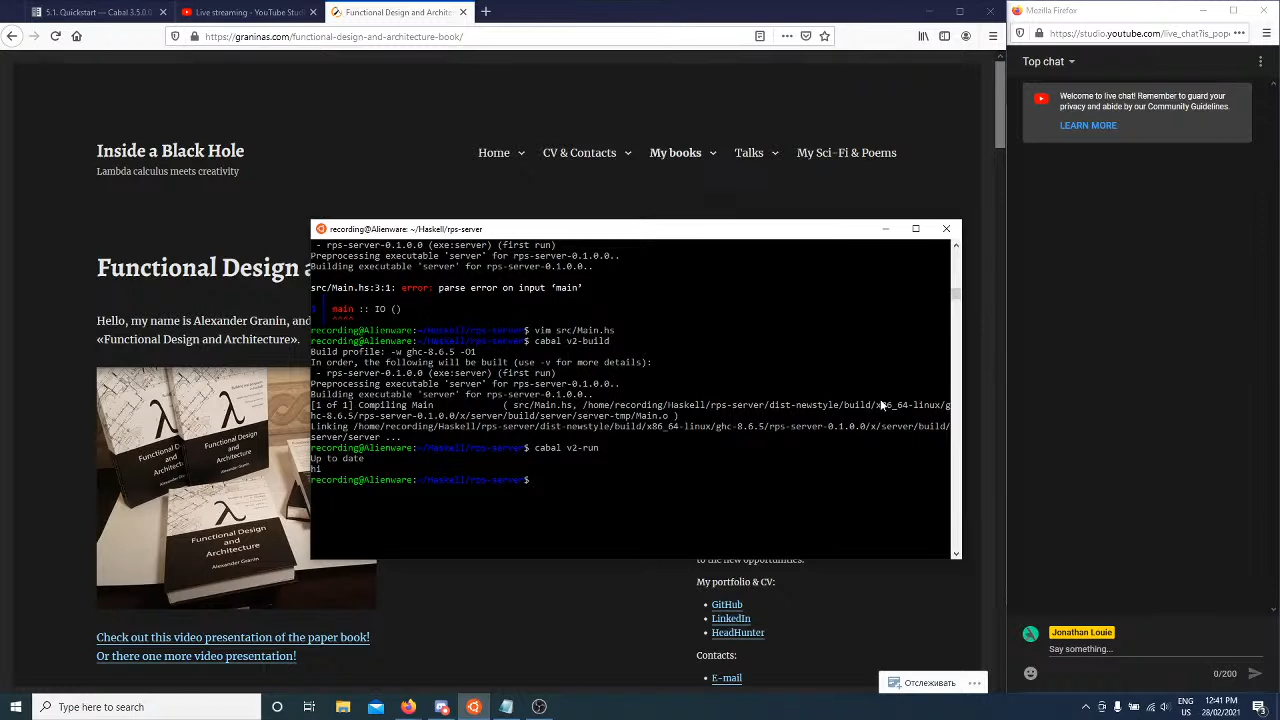 5.1. Quickstart — Cabal 3.5.0.0
Live streaming - YouTube Studio
Functional Design and Archite
Mozilla Firefox
https://graninas.com/functional-design-and-architecture-book/
https://studio.youtube.com/live_chat?is_pop
Top chat
Welcome to live chat! Remember to guard your
privacy and abide by our Community Guidelines.
LEARN MORE
Inside a Black Hole
Lambda calculus meets creativity
Home
CV & Contacts
My books
Talks
My Sci-Fi & Poems
Functional Design a
Hello, my name is Alexander Granin, and
«Functional Design and Architecture».
recording@Alienware: ~/Haskell/rps-server
- rps-server-0.1.0.0 (exe:server) (first run)
Preprocessing executable 'server' for rps-server-0.1.0.0..
Building executable 'server' for rps-server-0.1.0.0..
src/Main.hs:3:1: error: parse error on input ‘main’
3 | main :: IO ()
| ^^^^
recording@Alienware:~/Haskell/rps-server$ vim src/Main.hs
recording@Alienware:~/Haskell/rps-server$ cabal v2-build
Build profile: -w ghc-8.6.5 -O1
In order, the following will be built (use -v for more details):
- rps-server-0.1.0.0 (exe:server) (first run)
Preprocessing executable 'server' for rps-server-0.1.0.0..
Building executable 'server' for rps-server-0.1.0.0..
[1 of 1] Compiling Main ( src/Main.hs, /home/recording/Haskell/rps-server/dist-newstyle/build/x86_64-linux/g
hc-8.6.5/rps-server-0.1.0.0/x/server/build/server/server-tmp/Main.o )
Linking /home/recording/Haskell/rps-server/dist-newstyle/build/x86_64-linux/ghc-8.6.5/rps-server-0.1.0.0/x/server/build/
server/server ...
recording@Alienware:~/Haskell/rps-server$ cabal v2-run
Up to date
hi
recording@Alienware:~/Haskell/rps-server$
Functional Design
and
Architecture
Alexander Granin
to the new opportunities.
My portfolio & CV:
GitHub
LinkedIn
HeadHunter
Contacts:
E-mail
Check out this video presentation of the paper book!
Or there one more video presentation!
Отслеживать
Jonathan Louie
Say something...
0/200
Type here to search
ENG
US
12:41 PM
28/02/2021